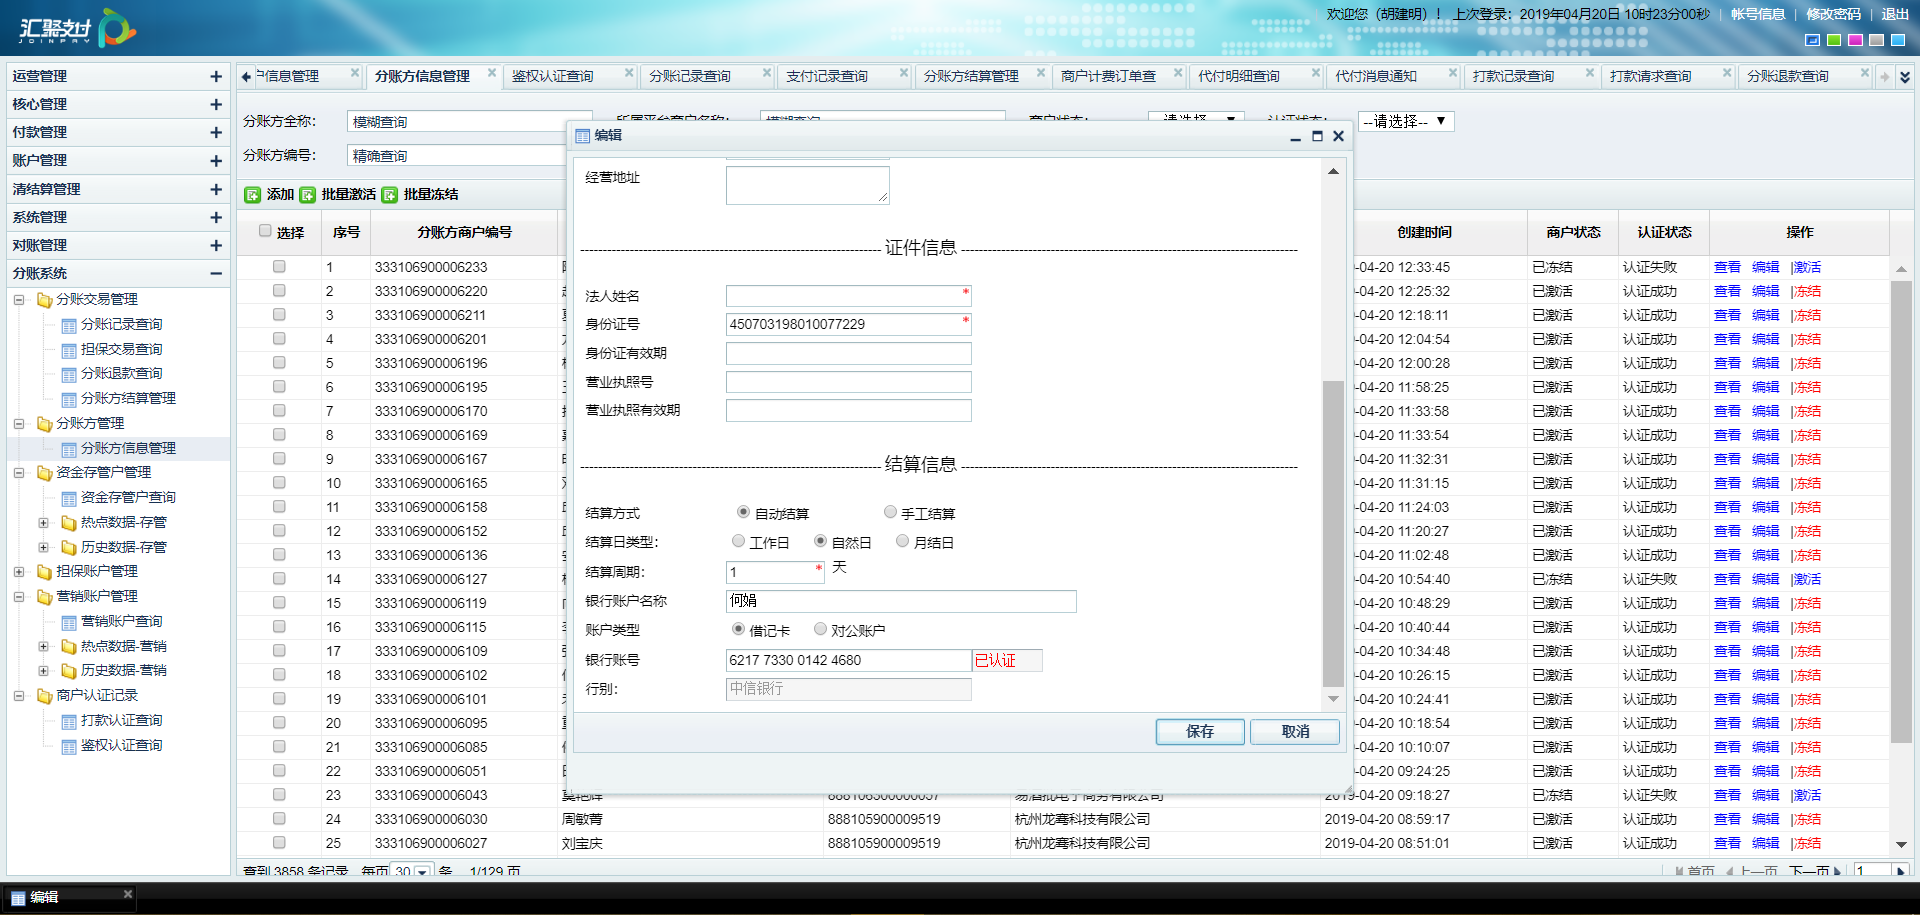 汇聚支付
JOINPAY
欢迎您（胡建明）！ 上次登录：2019年04月20日 10时23分00秒 | 帐号信息 | 修改密码 | 退出
运营管理
核心管理
付款管理
账户管理
清结算管理
系统管理
对账管理
分账系统
分账交易管理
分账记录查询
担保交易查询
分账退款查询
分账方结算管理
分账方管理
分账方信息管理
资金存管户管理
资金存管户查询
热点数据-存管
历史数据-存管
担保账户管理
营销账户管理
营销账户查询
热点数据-营销
历史数据-营销
商户认证记录
打款认证查询
鉴权认证查询
户信息管理 分账方信息管理 鉴权认证查询 分账记录查询 支付记录查询 分账方结算管理 商户计费订单查 代付明细查询 代付消息通知 打款记录查询 打款请求查询 分账退款查询
分账方全称： 模糊查询 所属平台商户名称： 模糊查询 商户状态： --请选择-- 认证状态： --请选择--
分账方编号： 精确查询
添加 批量激活 批量冻结
选择 序号 分账方商户编号 创建时间 商户状态 认证状态 操作
1 333106900006233 -04-20 12:33:45 已冻结 认证失败 查看 编辑 |激活
2 333106900006220 -04-20 12:25:32 已激活 认证成功 查看 编辑 |冻结
3 333106900006211 -04-20 12:18:11 已激活 认证成功 查看 编辑 |冻结
4 333106900006201 -04-20 12:04:54 已激活 认证成功 查看 编辑 |冻结
5 333106900006196 -04-20 12:00:28 已激活 认证成功 查看 编辑 |冻结
6 333106900006195 -04-20 11:58:25 已激活 认证成功 查看 编辑 |冻结
7 333106900006170 -04-20 11:33:58 已激活 认证成功 查看 编辑 |冻结
8 333106900006169 -04-20 11:33:54 已激活 认证成功 查看 编辑 |冻结
9 333106900006167 -04-20 11:32:31 已激活 认证成功 查看 编辑 |冻结
10 333106900006165 -04-20 11:31:15 已激活 认证成功 查看 编辑 |冻结
11 333106900006158 -04-20 11:24:03 已激活 认证成功 查看 编辑 |冻结
12 333106900006152 -04-20 11:20:27 已激活 认证成功 查看 编辑 |冻结
13 333106900006136 -04-20 11:02:48 已激活 认证成功 查看 编辑 |冻结
14 333106900006127 -04-20 10:54:40 已冻结 认证失败 查看 编辑 |激活
15 333106900006119 -04-20 10:48:29 已激活 认证成功 查看 编辑 |冻结
16 333106900006115 -04-20 10:40:44 已激活 认证成功 查看 编辑 |冻结
17 333106900006109 -04-20 10:34:48 已激活 认证成功 查看 编辑 |冻结
18 333106900006102 -04-20 10:26:15 已激活 认证成功 查看 编辑 |冻结
19 333106900006101 -04-20 10:24:41 已激活 认证成功 查看 编辑 |冻结
20 333106900006095 -04-20 10:18:54 已激活 认证成功 查看 编辑 |冻结
21 333106900006085 -04-20 10:10:07 已激活 认证成功 查看 编辑 |冻结
22 333106900006051 -04-20 09:24:25 已激活 认证成功 查看 编辑 |冻结
23 333106900006043 莫艳辉 888106300000057 易酒批电子商务有限公司 2019-04-20 09:18:27 已冻结 认证失败 查看 编辑 |激活
24 333106900006030 周敏菁 888105900009519 杭州龙骞科技有限公司 2019-04-20 08:59:17 已激活 认证成功 查看 编辑 |冻结
25 333106900006024 刘宝庆 888105900009519 杭州龙骞科技有限公司 2019-04-20 08:51:01 已激活 认证成功 查看 编辑 |冻结
查到 3858 条记录 每页 30 条 1/129 页 首页 上一页 下一页 1
编辑
经营地址
证件信息
法人姓名 *
身份证号 450703198010077229 *
身份证有效期
营业执照号
营业执照有效期
结算信息
结算方式 自动结算 手工结算
结算日类型： 工作日 自然日 月结日
结算周期： 1 * 天
银行账户名称 何娟
账户类型 借记卡 对公账户
银行账号 6217 7330 0142 4680 已认证
行别： 中信银行
保存 取消
编辑